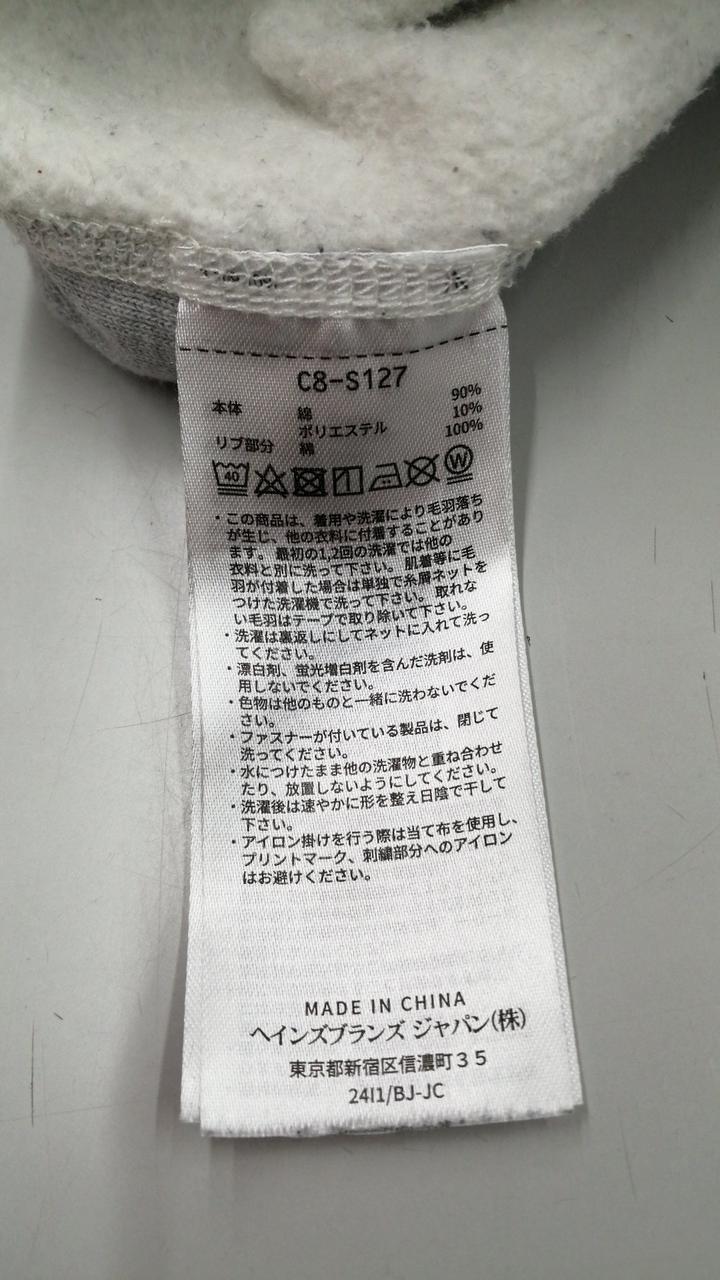 C8-S127
本体 綿 90%
ポリエステル 10%
リブ部分 綿 100%
40
W
・この商品は、着用や洗濯により毛羽落ち
が生じ、他の衣料に付着することがあり
ます。最初の1,2回の洗濯では他の
衣料と別に洗って下さい。肌着等に毛
羽が付着した場合は単独で糸屑ネットを
つけた洗濯機で洗って下さい。取れな
い毛羽はテープで取り除いて下さい。
・洗濯は裏返しにしてネットに入れて洗っ
てください。
・漂白剤、蛍光増白剤を含んだ洗剤は、使
用しないでください。
・色物は他のものと一緒に洗わないでくだ
さい。
・ファスナーが付いている製品は、閉じて
洗ってください。
・水につけたまま他の洗濯物と重ね合わせ
たり、放置しないようにしてください。
・洗濯後は速やかに形を整え日陰で干して
下さい。
・アイロン掛けを行う際は当て布を使用し、
プリントマーク、刺繍部分へのアイロン
はお避けください。
MADE IN CHINA
ヘインズブランズ ジャパン(株)
東京都新宿区信濃町35
24I1/BJ-JC